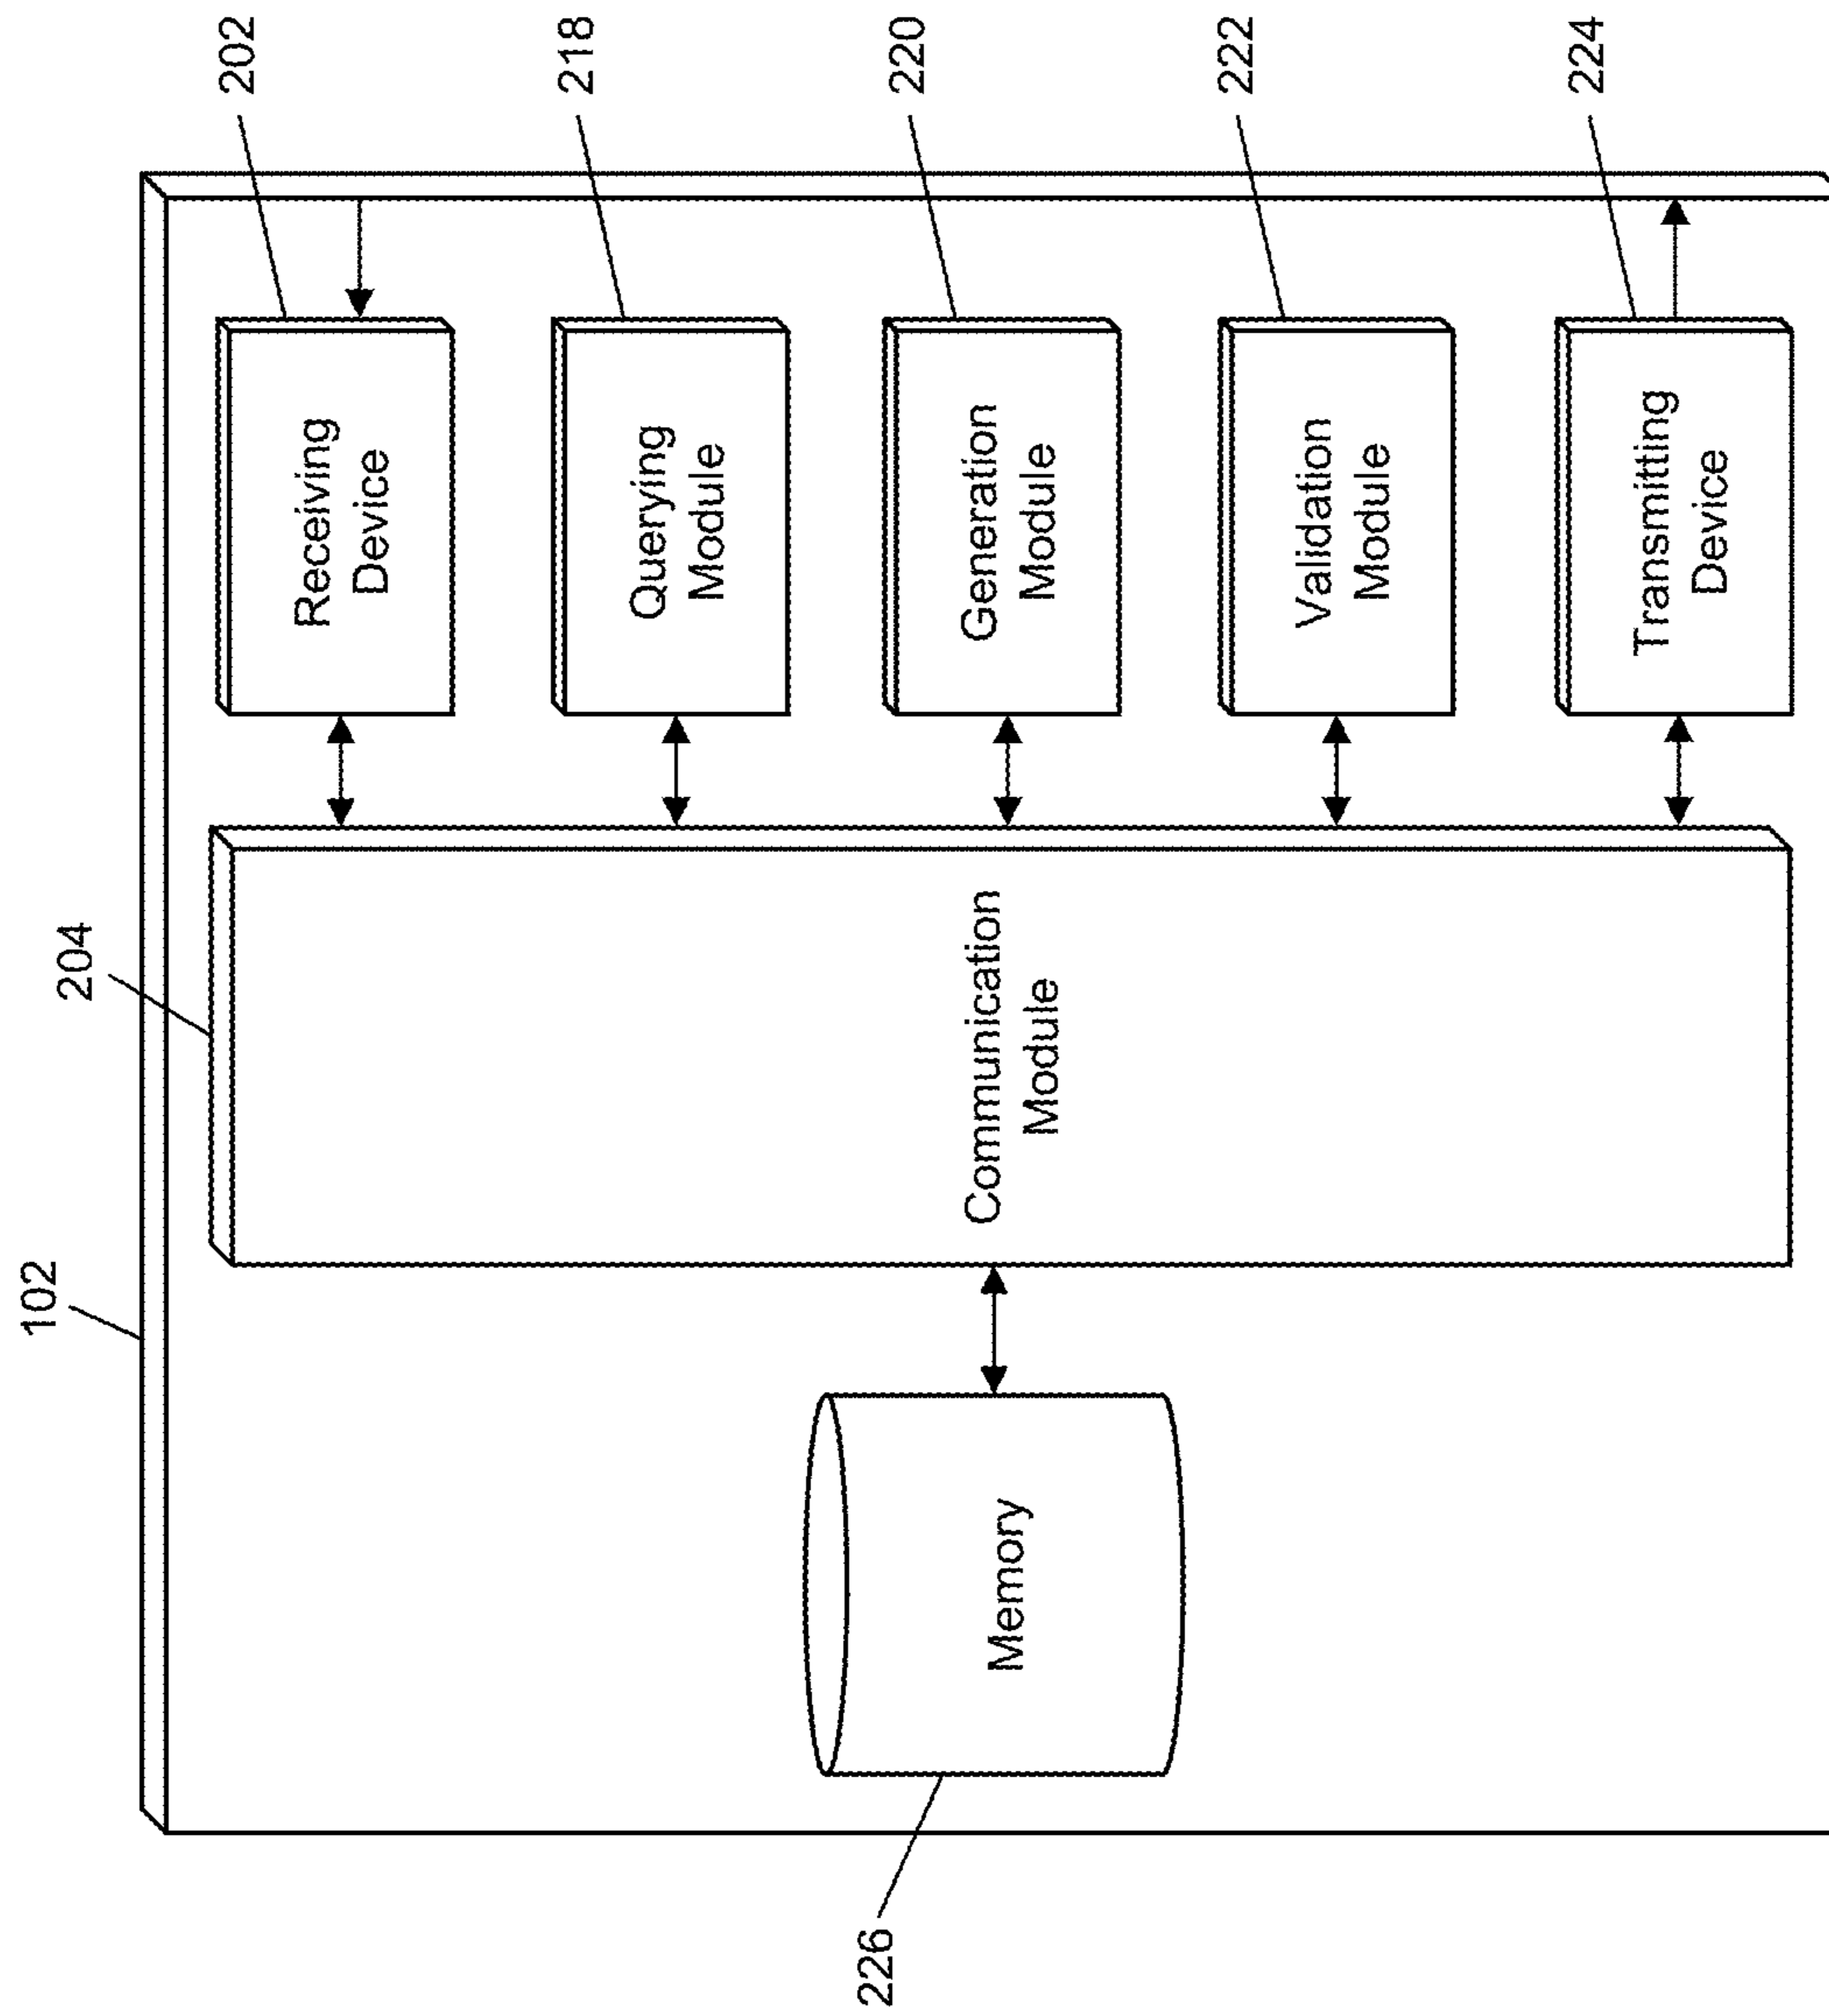 102
204
202
Receiving
Device
218
Querying
Module
220
Generation
Module
222
Validation
Module
224
Transmitting
Device
Communication
Module
226
Memory